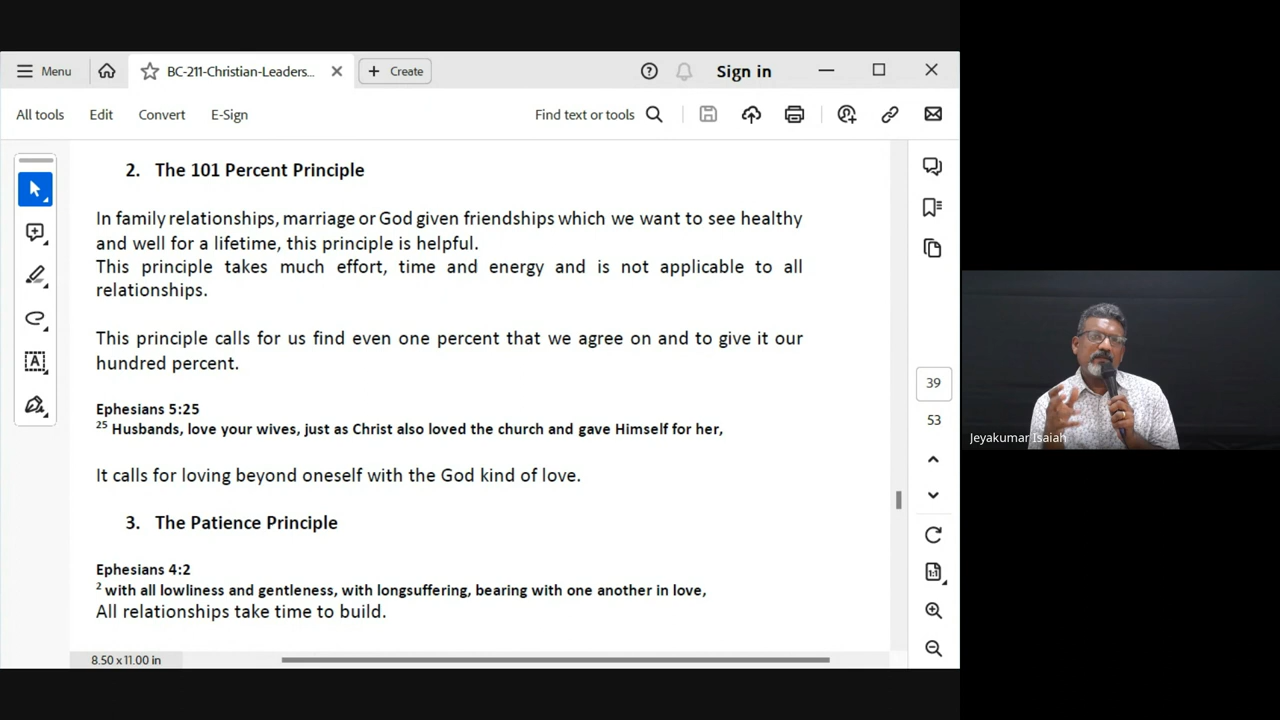 Menu
BC-211-Christian-Leaders...
Create
Sign in
All tools
Edit
Convert
E-Sign
Find text or tools
2. The 101 Percent Principle
In family relationships, marriage or God given friendships which we want to see healthy
and well for a lifetime, this principle is helpful.
This principle takes much effort, time and energy and is not applicable to all
relationships.
This principle calls for us find even one percent that we agree on and to give it our
hundred percent.
Ephesians 5:25
25 Husbands, love your wives, just as Christ also loved the church and gave Himself for her,
It calls for loving beyond oneself with the God kind of love.
3. The Patience Principle
Ephesians 4:2
2 with all lowliness and gentleness, with longsuffering, bearing with one another in love,
All relationships take time to build.
8.50 x 11.00 in
39
53
1:1
Jeyakumar Isaiah